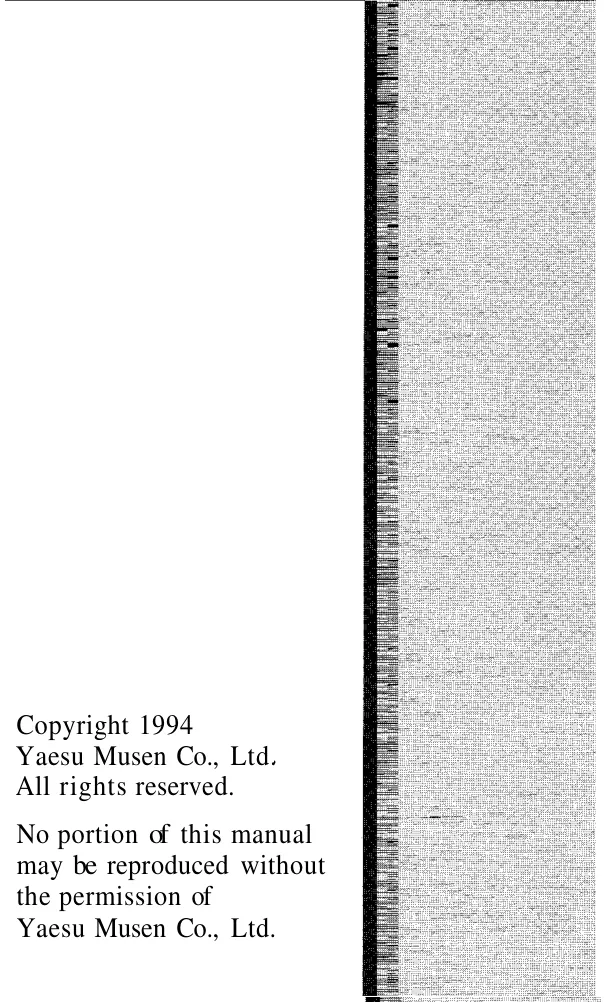 Copyright 1994
Yaesu Musen Co., Ltd.
All rights reserved.
No portion of this manual
may be reproduced without
the permission of
Yaesu Musen Co., Ltd.